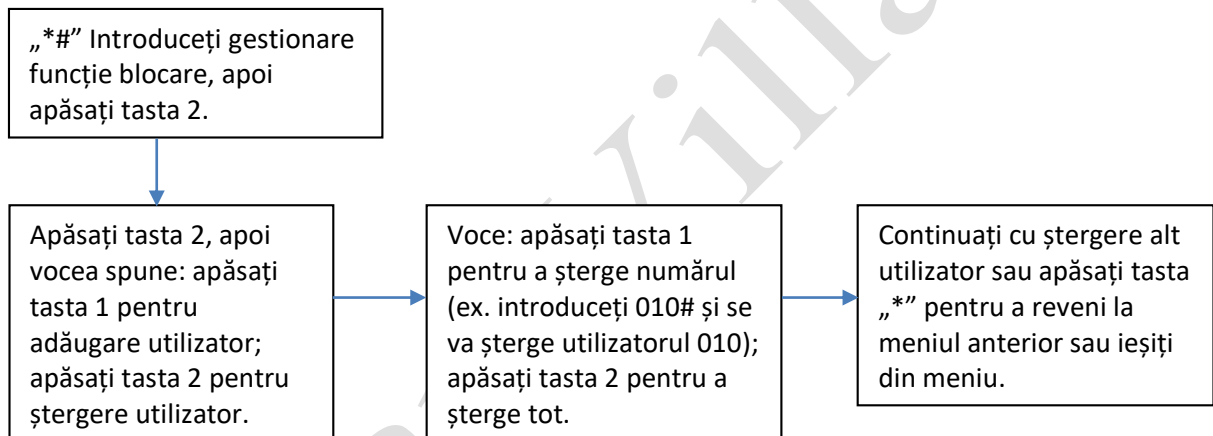 „*#” Introduceți gestionare
funcție blocare, apoi
apăsați tasta 2.
Apăsați tasta 2, apoi
vocea spune: apăsați
tasta 1 pentru
adăugare utilizator;
apăsați tasta 2 pentru
ștergere utilizator.
Voce: apăsați tasta 1
pentru a șterge numărul
(ex. introduceți 010# și se
va șterge utilizatorul 010);
apăsați tasta 2 pentru a
șterge tot.
Continuați cu ștergere alt
utilizator sau apăsați tasta
„*” pentru a reveni la
meniul anterior sau ieșiți
din meniu.